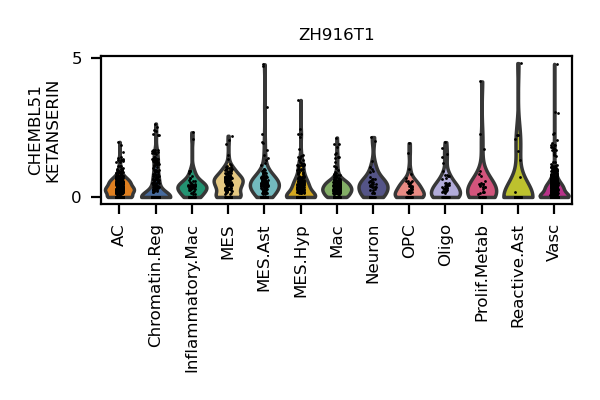 ZH916T1
CHEMBL51
KETANSERIN
5
0
AC
Chromatin.Reg
Inflammatory.Mac
MES
MES.Ast
MES.Hyp
Mac
Neuron
OPC
Oligo
Prolif.Metab
Reactive.Ast
Vasc